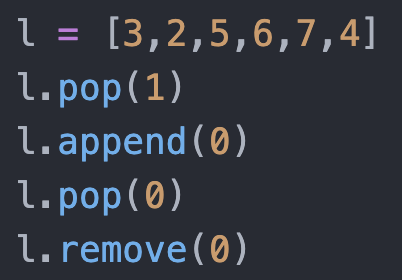 l = [3,2,5,6,7,4]
l.pop(1)
l.append(0)
l.pop(0)
l.remove(0)